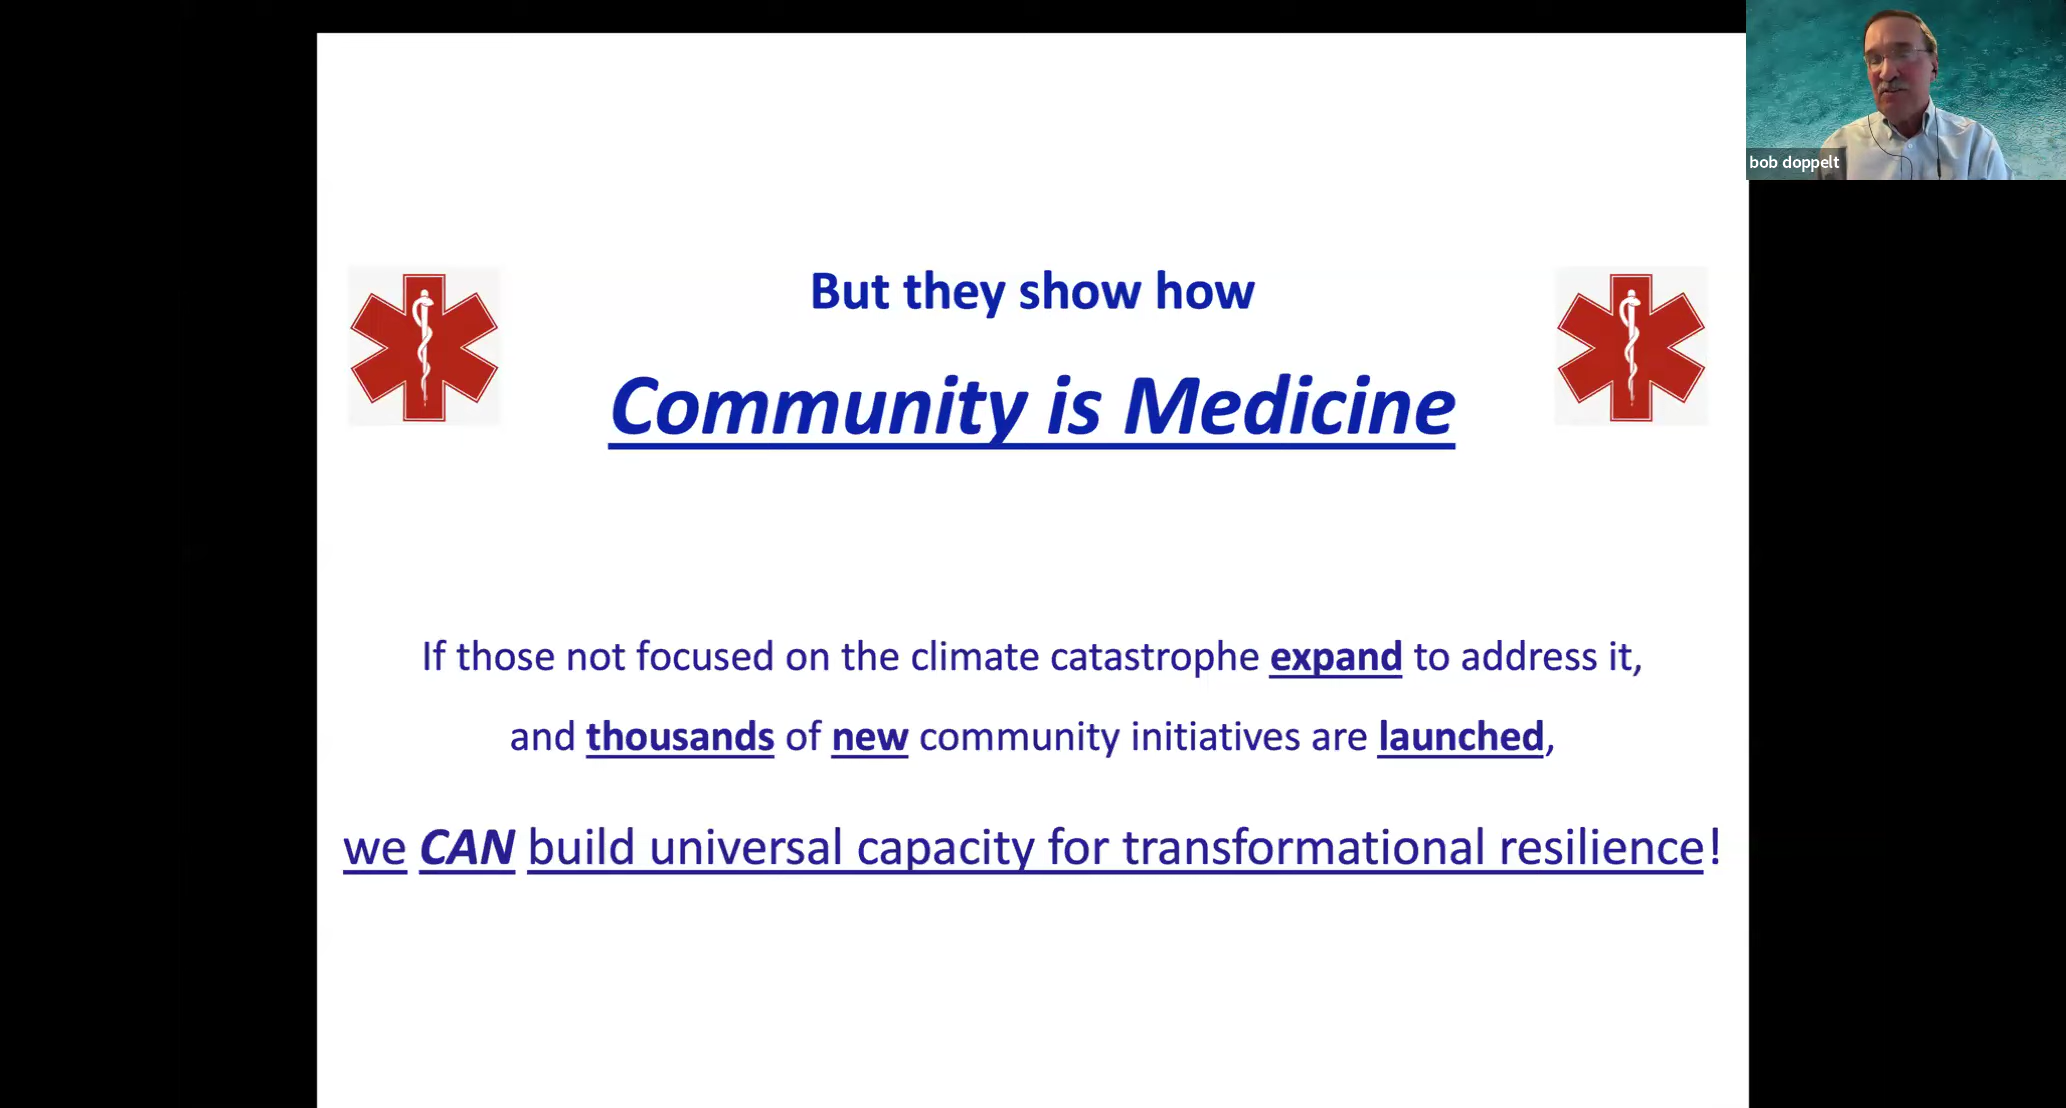 bob doppelt
But they show how
Community is Medicine
If those not focused on the climate catastrophe expand to address it,
and thousands of new community initiatives are launched,
we CAN build universal capacity for transformational resilience!